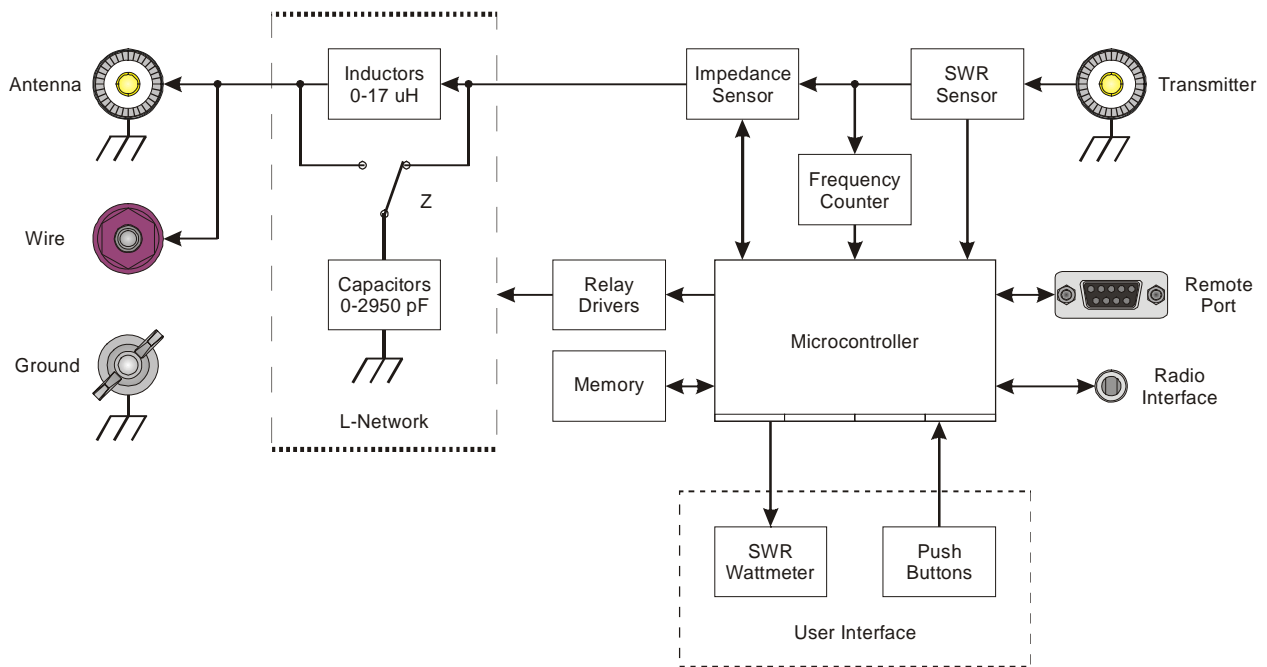 Antenna
Inductors
0-17 uH
Impedance
Sensor
SWR
Sensor
Transmitter
Z
Frequency
Counter
Wire
Capacitors
0-2950 pF
Relay
Drivers
Microcontroller
Remote
Port
Ground
Memory
Radio
Interface
L-Network
SWR
Wattmeter
Push
Buttons
User Interface